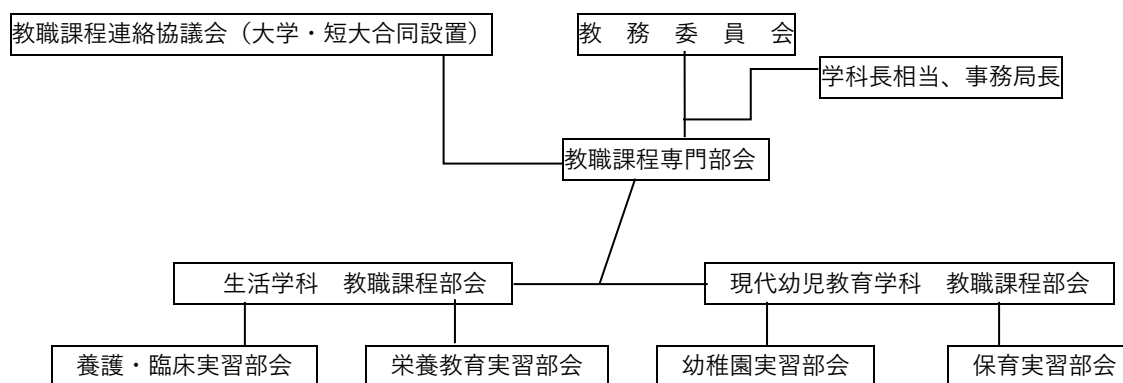 教職課程連絡協議会（大学・短大合同設置）
教　務　委　員　会
学科長相当、事務局長
教職課程専門部会
生活学科　教職課程部会
現代幼児教育学科　教職課程部会
養護・臨床実習部会
栄養教育実習部会
幼稚園実習部会
保育実習部会